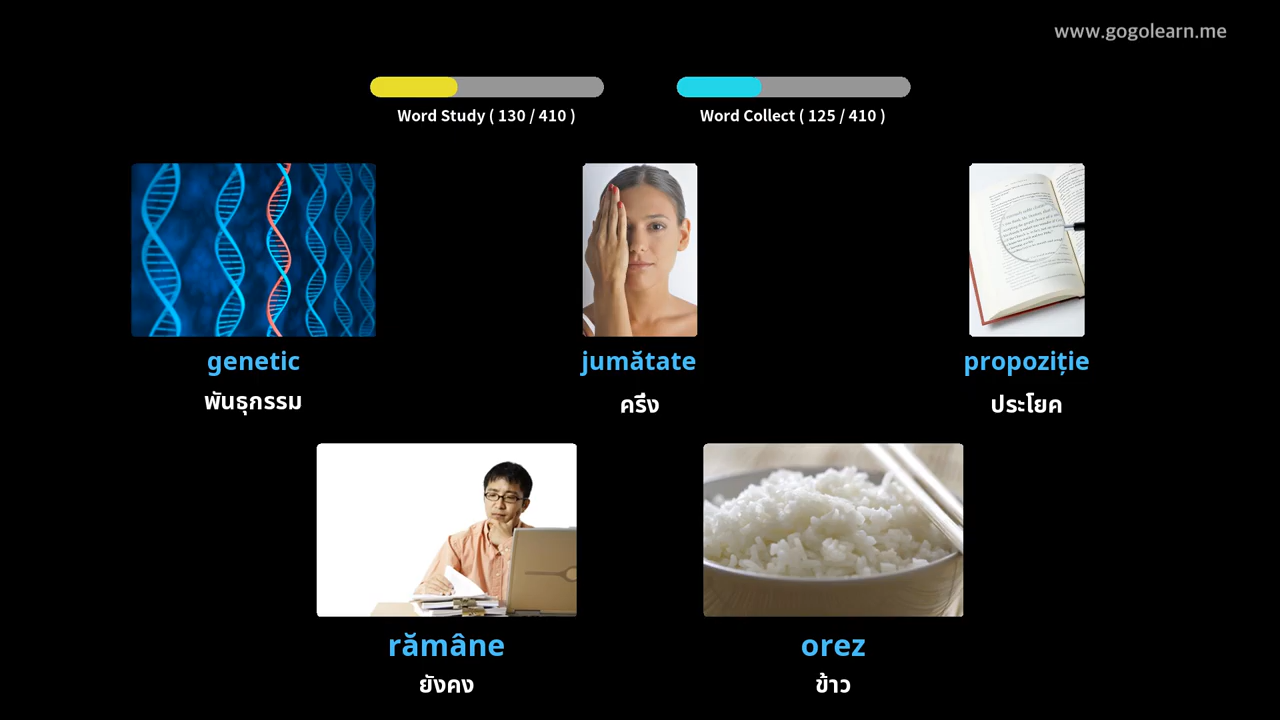 www.gogolearn.me
Word Study ( 130 / 410 )
Word Collect ( 125 / 410 )
genetic
พันธุกรรม
jumătate
ครึ่ง
propoziție
ประโยค
rămâne
ยังคง
orez
ข้าว